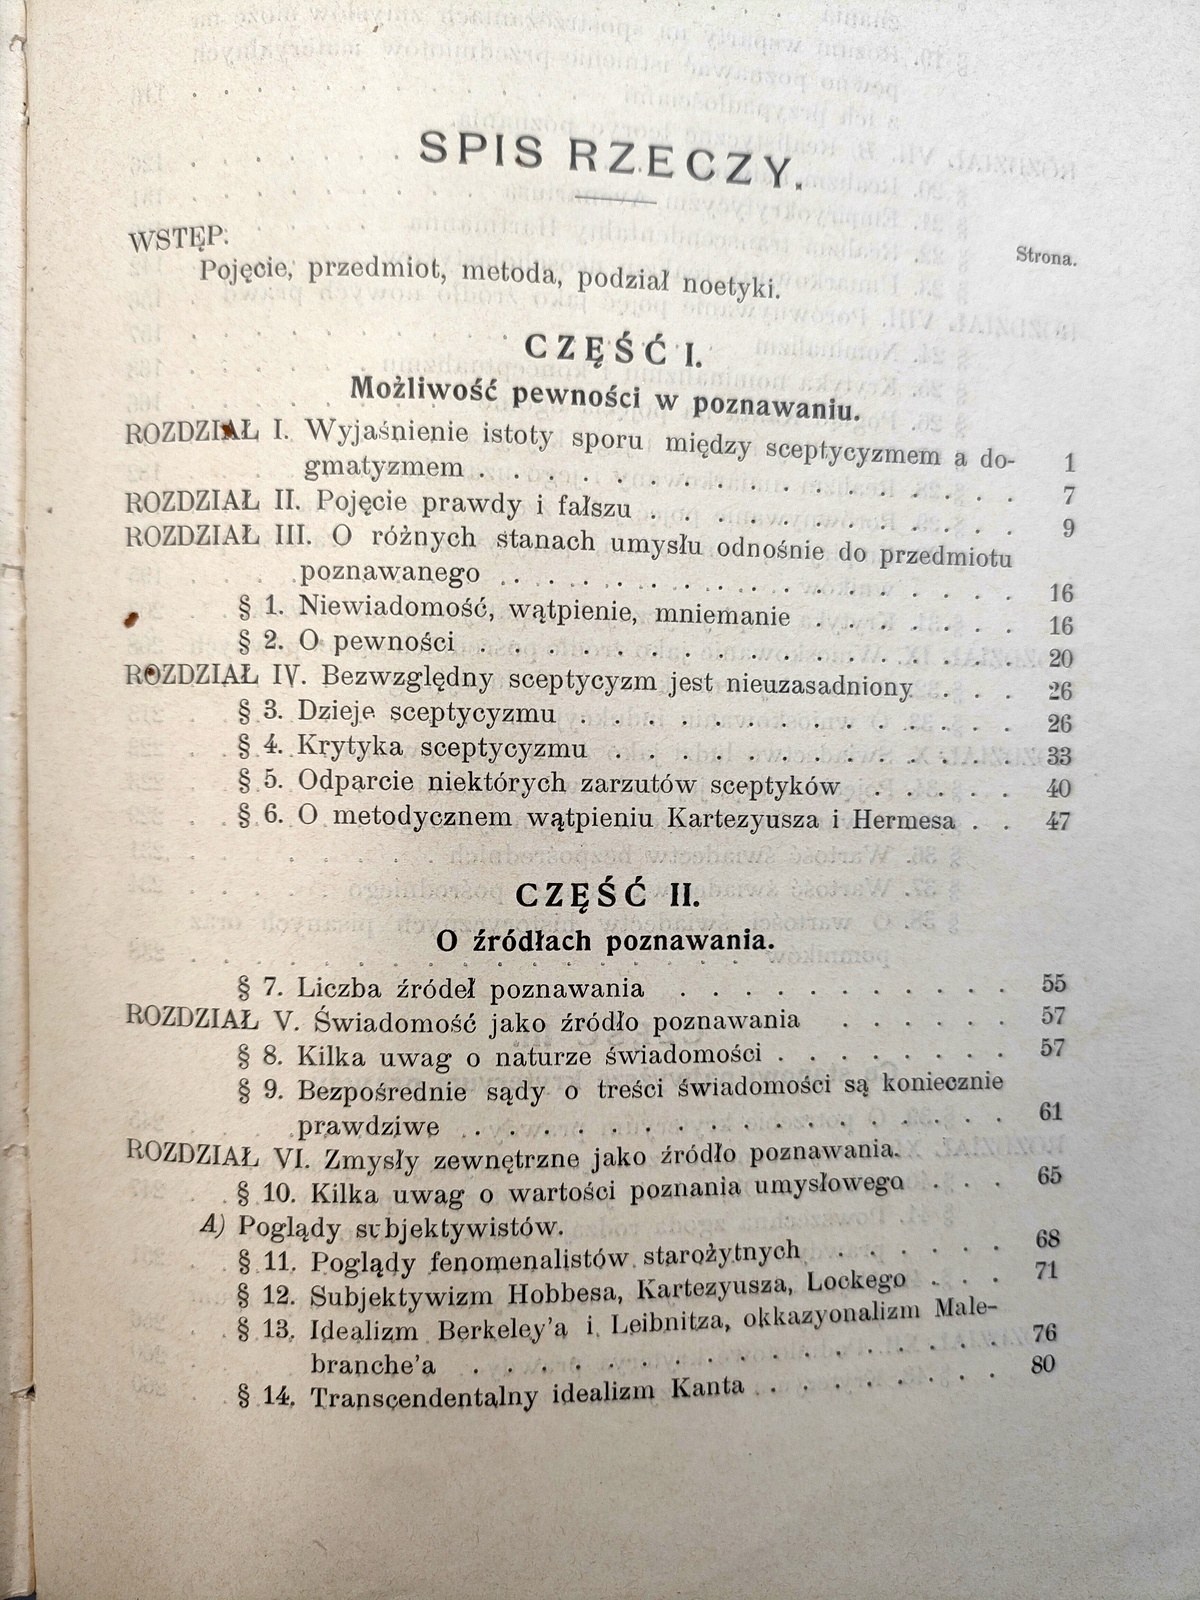 SPIS RZECZY.
WSTĘP:
Strona.
Pojęcie, przedmiot, metoda, podział noetyki.
CZĘŚĆ I.
Możliwość pewności w poznawaniu.
ROZDZIAŁ I. Wyjaśnienie istoty sporu między sceptycyzmem a do-
gmatyzmem . . . . . . . . . . . . . . . . 1
ROZDZIAŁ II. Pojęcie prawdy i fałszu . . . . . . . . . . . 7
ROZDZIAŁ III. O różnych stanach umysłu odnośnie do przedmiotu 9
poznawanego . . . . . . . . . . . . . . . 16
§ 1. Niewiadomość, wątpienie, mniemanie . . . . . . 16
§ 2. O pewności . . . . . . . . . . . . . . . . 20
ROZDZIAŁ IV. Bezwzględny sceptycyzm jest nieuzasadniony . . . 26
§ 3. Dzieje sceptycyzmu . . . . . . . . . . . . . 26
§ 4. Krytyka sceptycyzmu . . . . . . . . . . . . 33
§ 5. Odparcie niektórych zarzutów sceptyków . . . . . 40
§ 6. O metodycznem wątpieniu Kartezyusza i Hermesa . . 47
CZĘŚĆ II.
O źródłach poznawania.
§ 7. Liczba źródeł poznawania . . . . . . . . . . . 55
ROZDZIAŁ V. Świadomość jako źródło poznawania . . . . . . 57
§ 8. Kilka uwag o naturze świadomości . . . . . . . . 57
§ 9. Bezpośrednie sądy o treści świadomości są koniecznie
prawdziwe . . . . . . . . . . . . . . . . 61
ROZDZIAŁ VI. Zmysły zewnętrzne jako źródło poznawania.
§ 10. Kilka uwag o wartości poznania umysłowego . . . 65
A) Poglądy subjektywistów.
§ 11. Poglądy fenomenalistów starożytnych . . . . . . 68
§ 12. Subjektywizm Hobbesa, Kartezyusza, Lockego . . . 71
§ 13. Idealizm Berkeley’a i Leibnitza, okkazyonalizm Male-
branche’a . . . . . . . . . . . . . . . . 76
§ 14. Transcendentalny idealizm Kanta . . . . . . . . 80